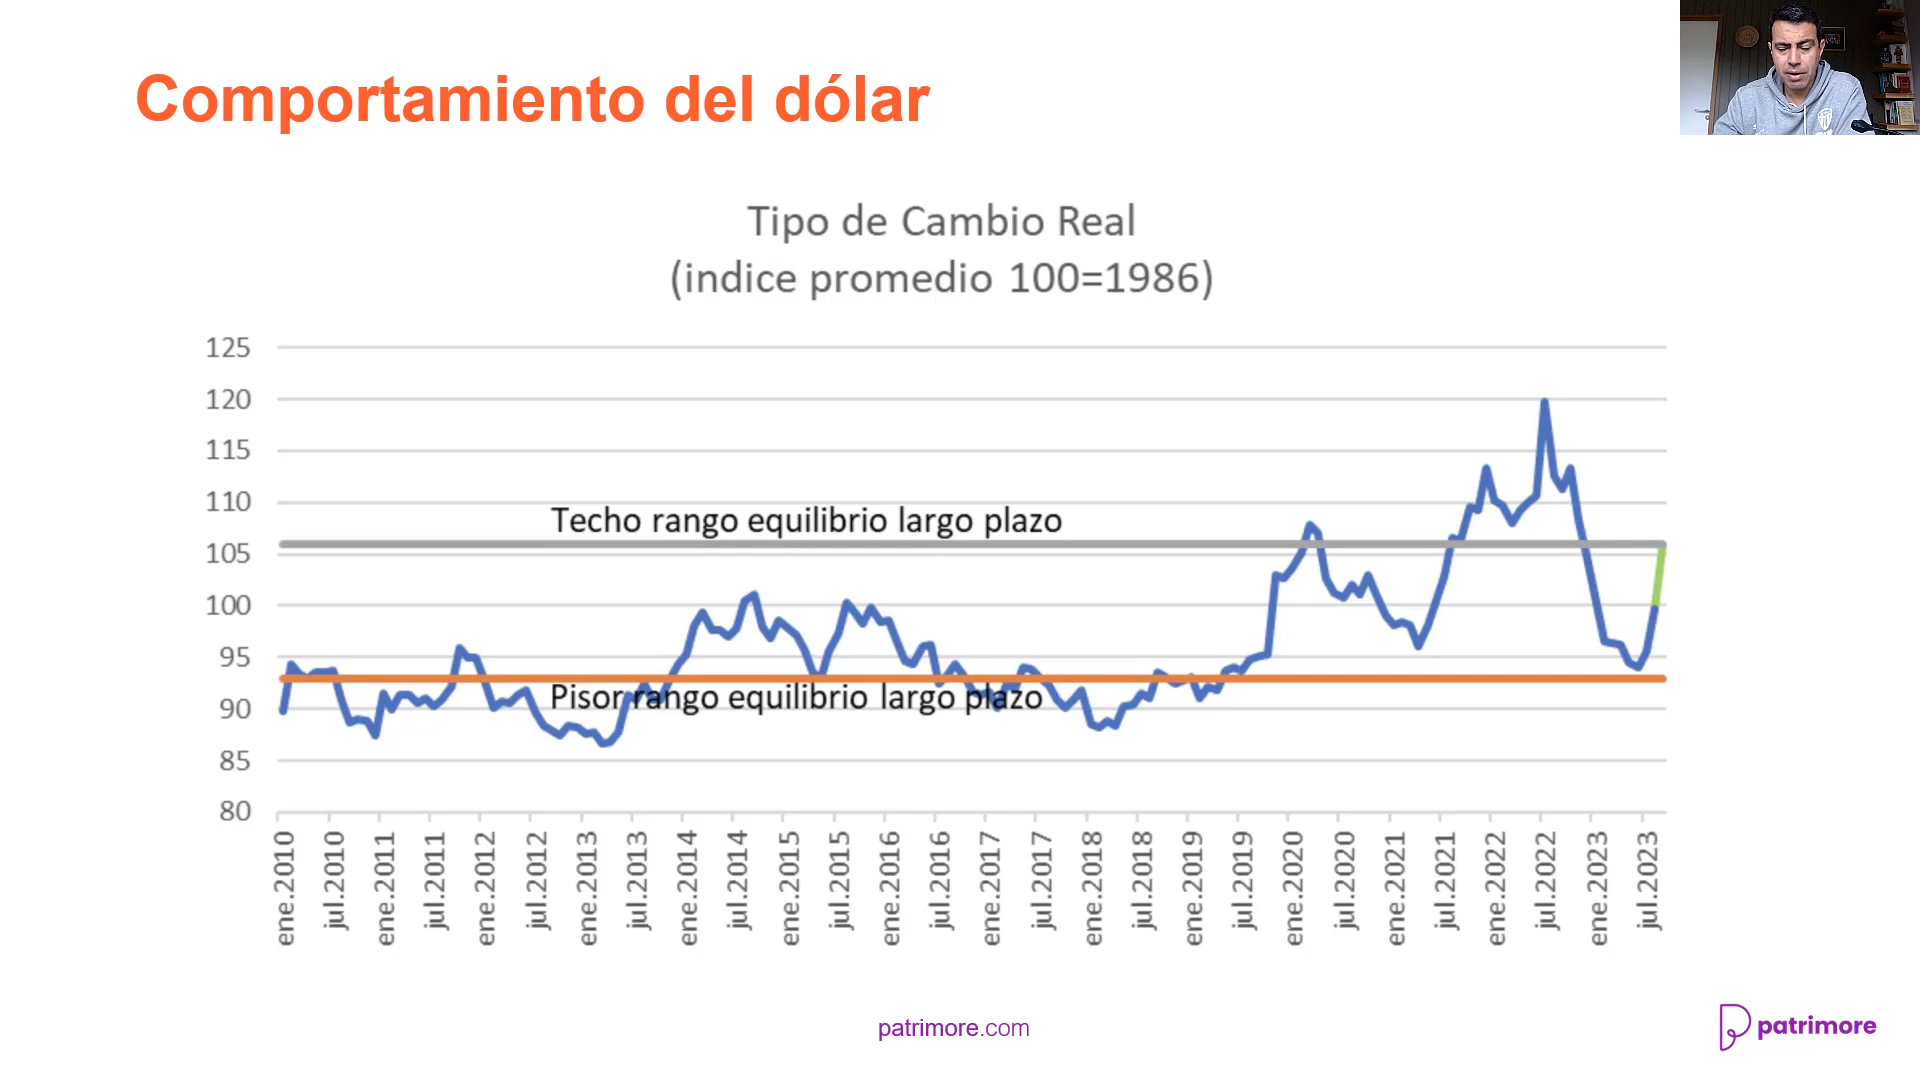 Comportamiento del dólar
Tipo de Cambio Real
(indice promedio 100=1986)
125
120
115
110
105
100
95
90
85
80
Techo rango equilibrio largo plazo
Pisor rango equilibrio largo plazo
ene.2010
jul.2010
ene.2011
jul.2011
ene.2012
jul.2012
ene.2013
jul.2013
ene.2014
jul.2014
ene.2015
jul.2015
ene.2016
jul.2016
ene.2017
jul.2017
ene.2018
jul.2018
ene.2019
jul.2019
ene.2020
jul.2020
ene.2021
jul.2021
ene.2022
jul.2022
ene.2023
jul.2023
patrimore.com
patrimore